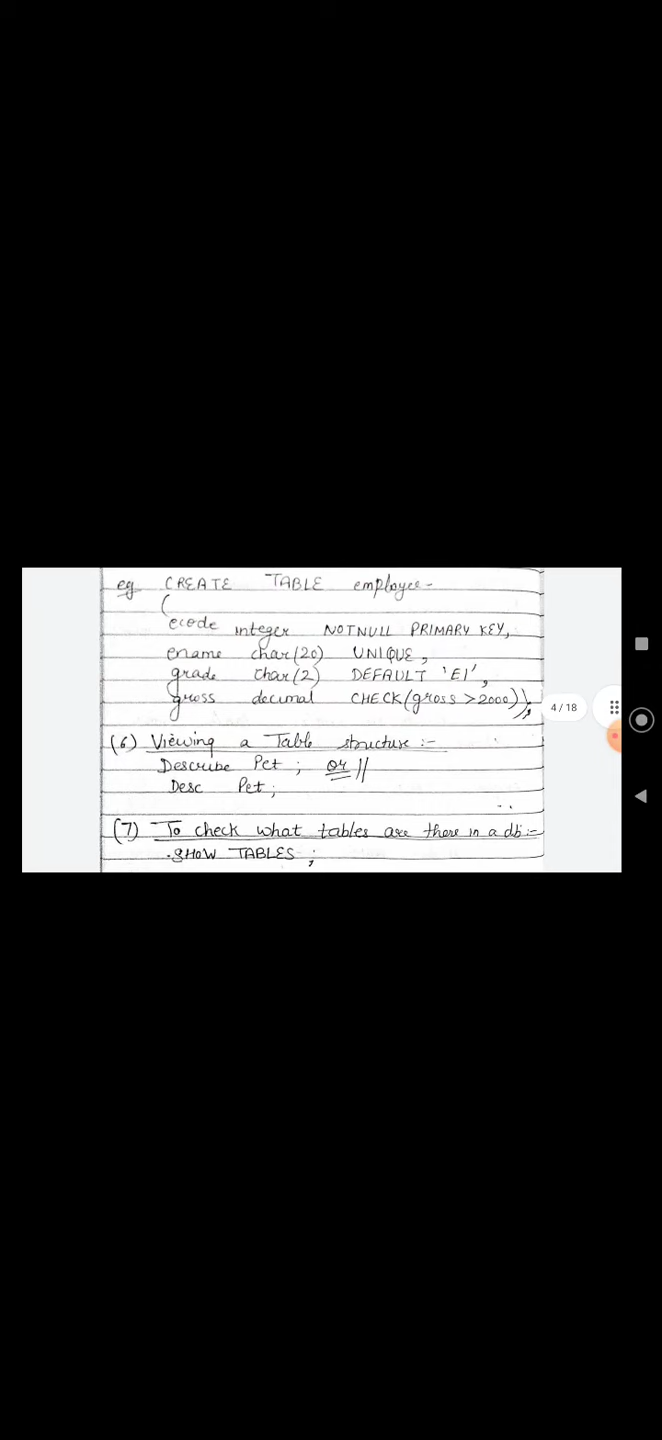 eg CREATE TABLE employee-
(
ecode integer NOTNULL PRIMARY KEY,
ename char(20) UNIQUE,
grade char(2) DEFAULT 'E1',
gross decimal CHECK(gross >2000));
4 / 18
(6) Viewing a Table structure :-
Describe Pet ; or //
Desc Pet ;
(7) To check what tables are there in a db:-
.SHOW TABLES ;